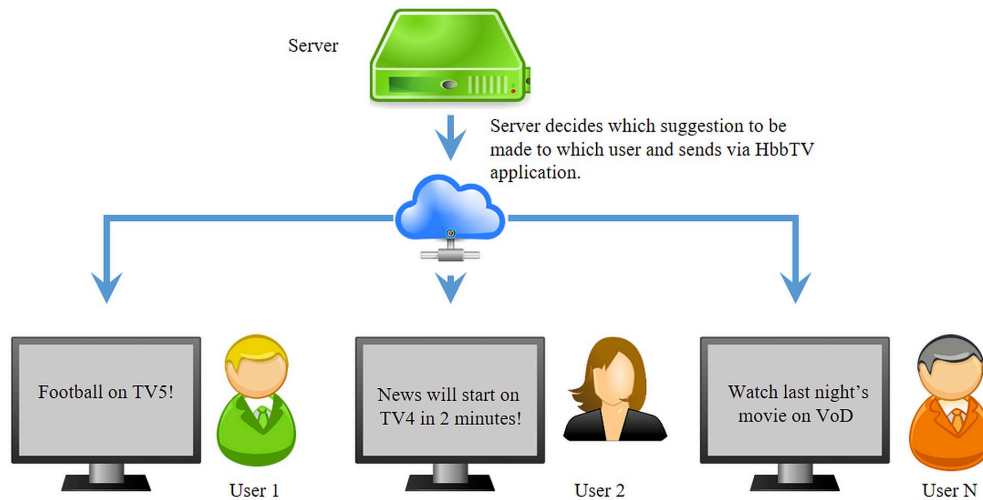 Server
Server decides which suggestion to be
made to which user and sends via HbbTV
application.
Football on TV5!
News will start on
TV4 in 2 minutes!
Watch last night's
movie on VoD
User 1
User 2
User N